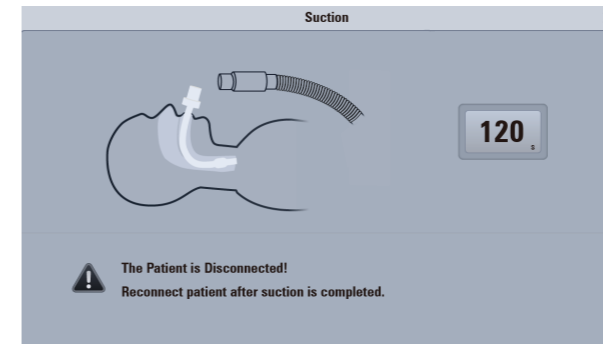 Suction
120 s
The Patient is Disconnected!
Reconnect patient after suction is completed.